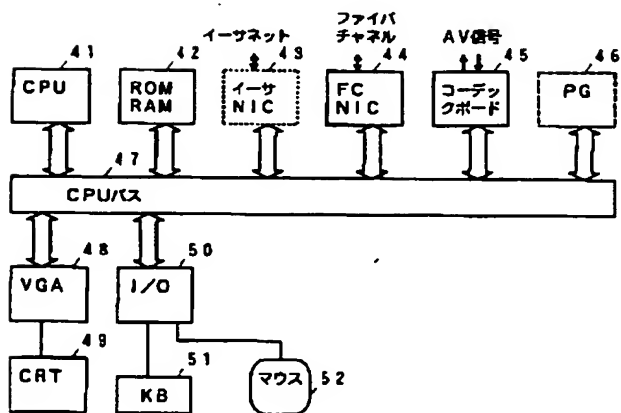 イーサネット
ファイバ
チャネル
AV信号
41
42
43
44
45
46
CPU
ROM
RAM
イーサ
NIC
FC
NIC
コーデッ
クボード
PG
47
CPUバス
48
50
VGA
I/O
49
51
CRT
KB
マウス
52